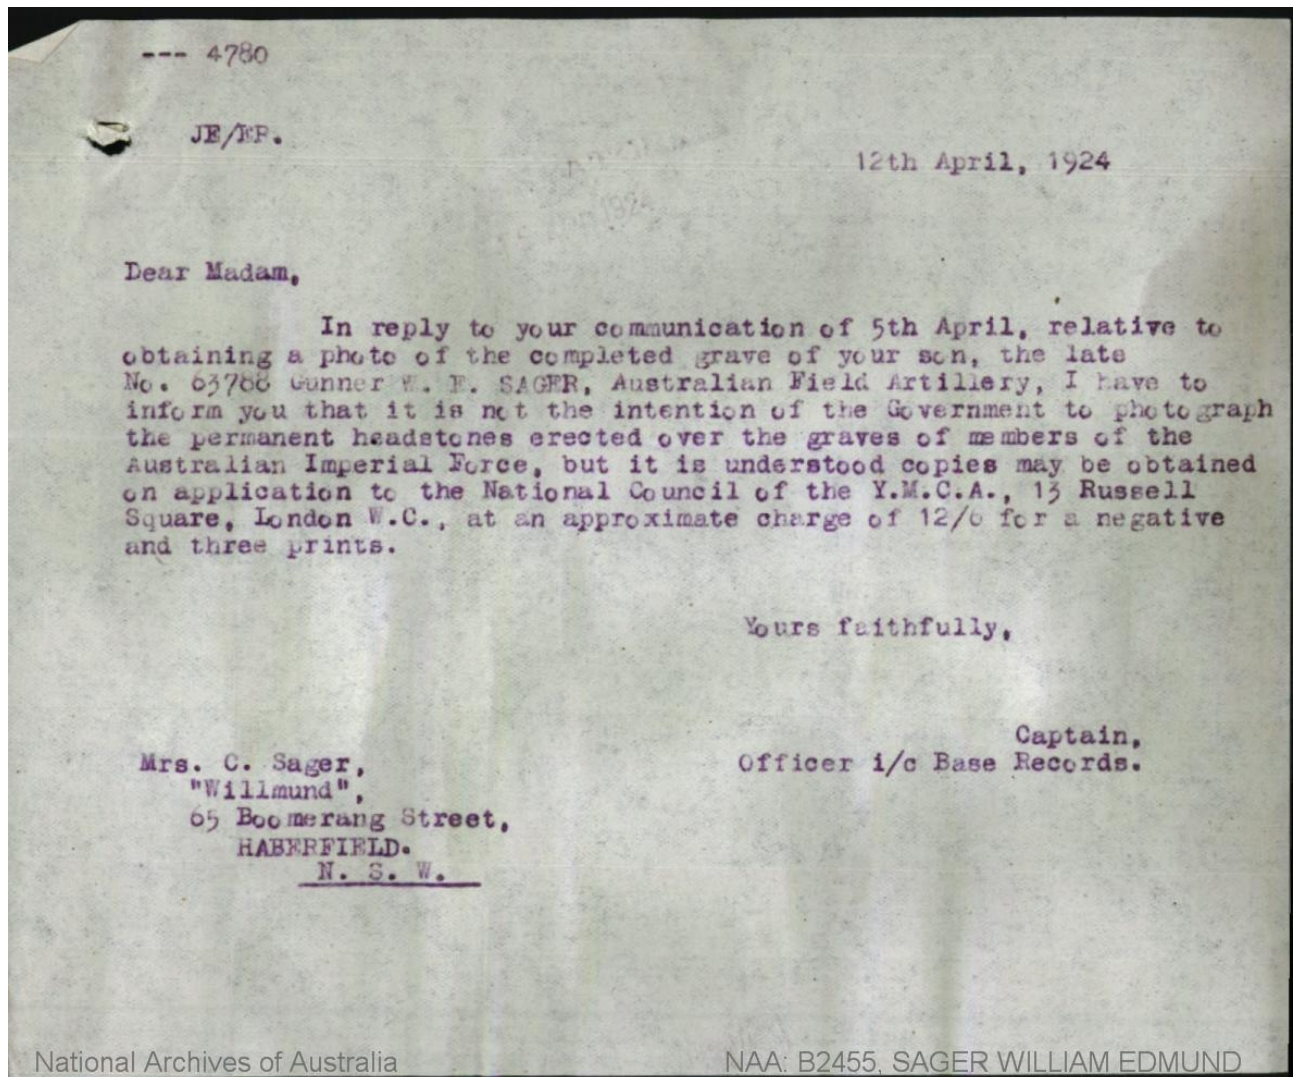 --- 4780
JE/EP.
12th April, 1924
Dear Madam,
In reply to your communication of 5th April, relative to
obtaining a photo of the completed grave of your son, the late
No. Gunner W. E. SAGER, Australian Field Artillery, I have to
inform you that it is not the intention of the Government to photograph
the permanent headstones erected over the graves of members of the
Australian Imperial Force, but it is understood copies may be obtained
on application to the National Council of the Y.M.C.A., 13 Russell
Square, London W.C., at an approximate charge of 12/6 for a negative
and three prints.
Yours faithfully,
Captain,
Officer i/c Base Records.
Mrs. C. Sager,
"Willmund",
65 Boomerang Street,
HABERFIELD.
N. S. W.
National Archives of Australia
NAA: B2455, SAGER WILLIAM EDMUND